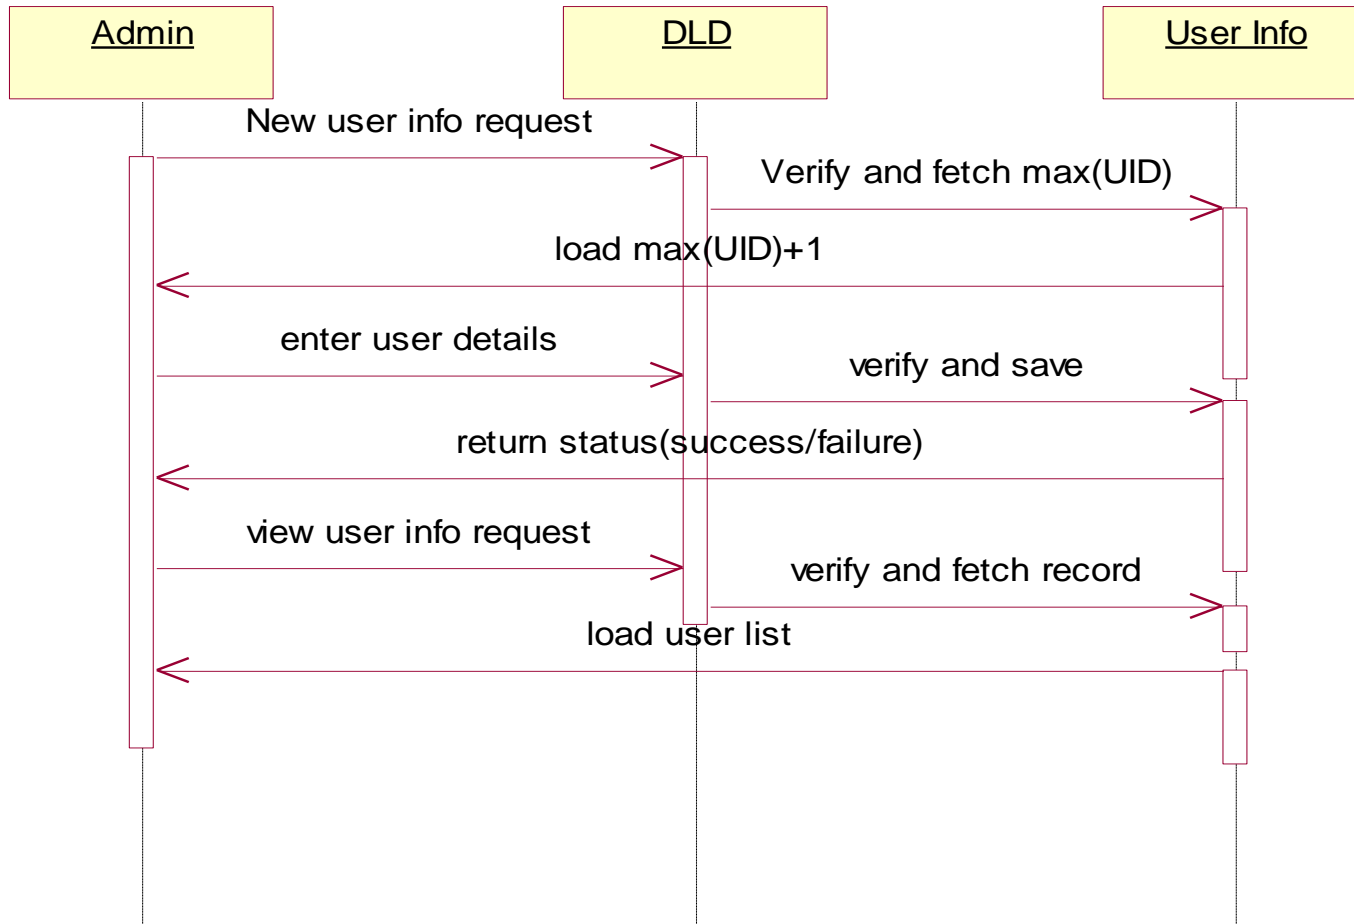 Admin
DLD
User Info
New user info request
Verify and fetch max(UID)
load max(UID)+1
enter user details
verify and save
return status(success/failure)
view user info request
verify and fetch record
load user list